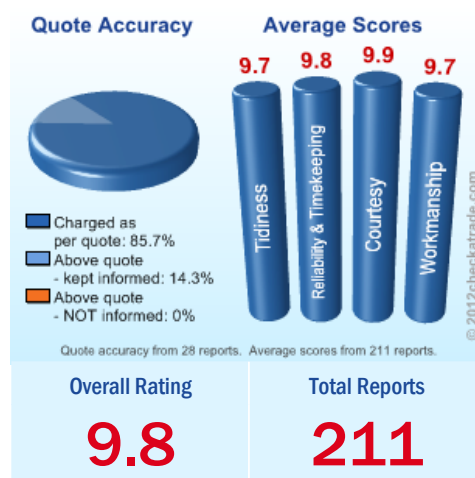 Quote Accuracy
Average Scores
9.7
9.8
9.9
9.7
Tidiness
Reliability & Timekeeping
Courtesy
Workmanship
Charged as
per quote: 85.7%
Above quote
- kept informed: 14.3%
Above quote
- NOT informed: 0%
© 2012checkatrade.com
Quote accuracy from 28 reports. Average scores from 211 reports.
Overall Rating
Total Reports
9.8
211